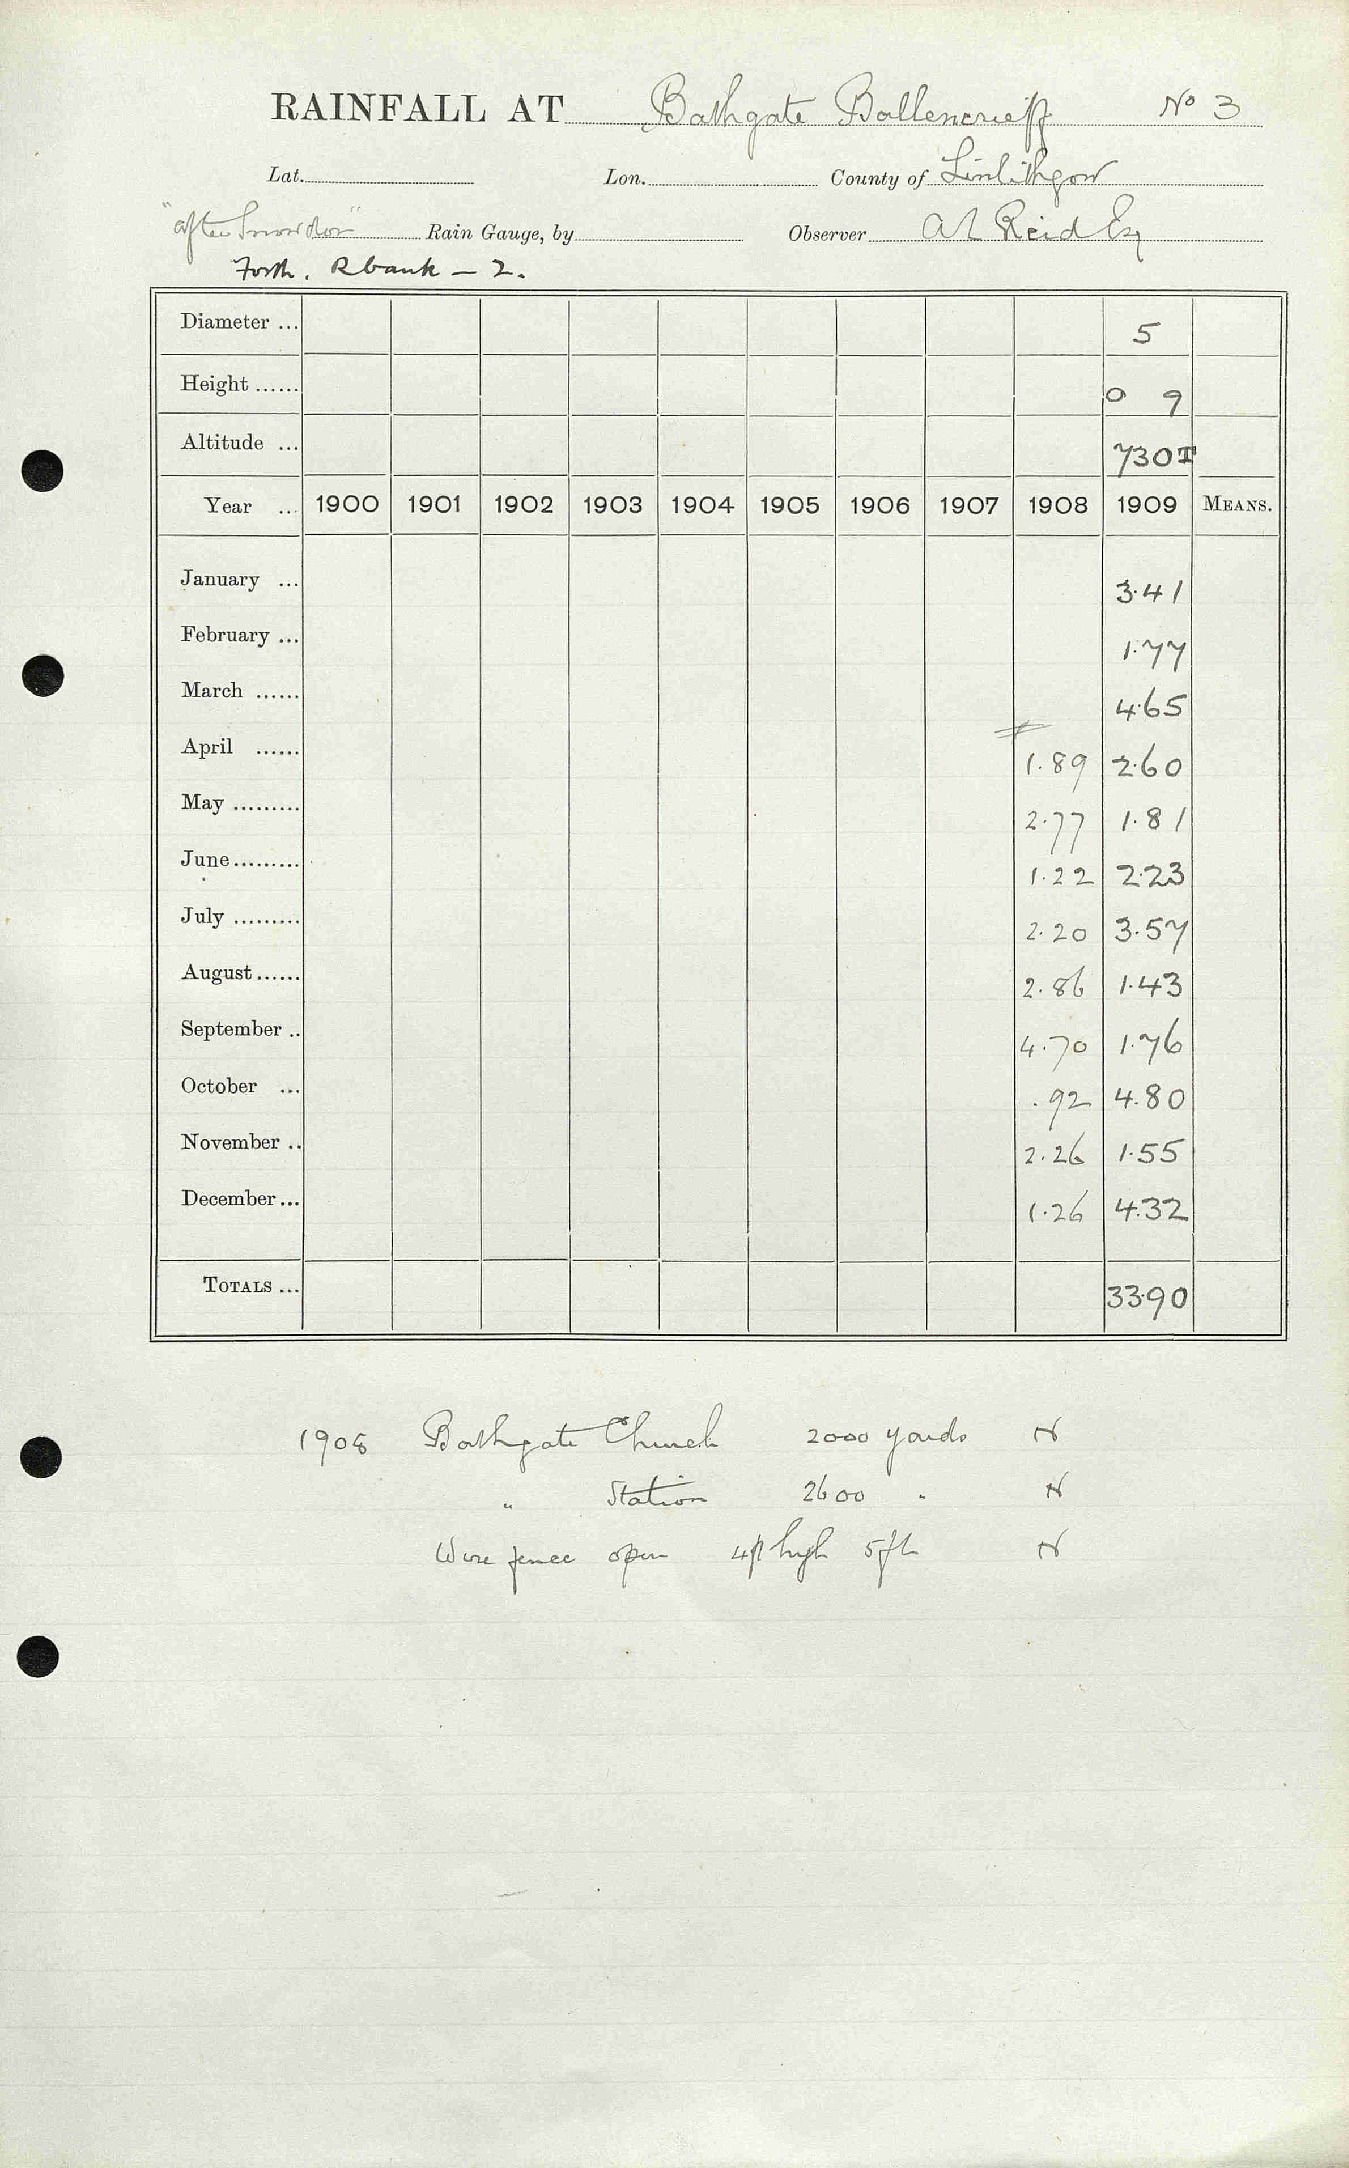 RAINFALL AT Bathgate Ballencrieff No 3
Lat. Lon. County of Linlithgow
"after Snowdon" Rain Gauge, by Observer A L Reid Esq
Forth. Rbank — 2.
Diameter ... 5
Height ...... 0 9
Altitude ... 730 T
Year ... 1900 1901 1902 1903 1904 1905 1906 1907 1908 1909 MEANS.
January ... 3.41
February ... 1.77
March ...... 4.65
April ...... 1.89 2.60
May ......... 2.77 1.81
June ......... 1.22 2.23
July ......... 2.20 3.57
August ...... 2.86 1.43
September .. 4.70 1.76
October ... .92 4.80
November .. 2.26 1.55
December ... 1.26 4.32
TOTALS ... 33.90
1908 Bathgate Church 2000 yards N
" Station 2600 " N
Wire fence open 4ft high 5ft N